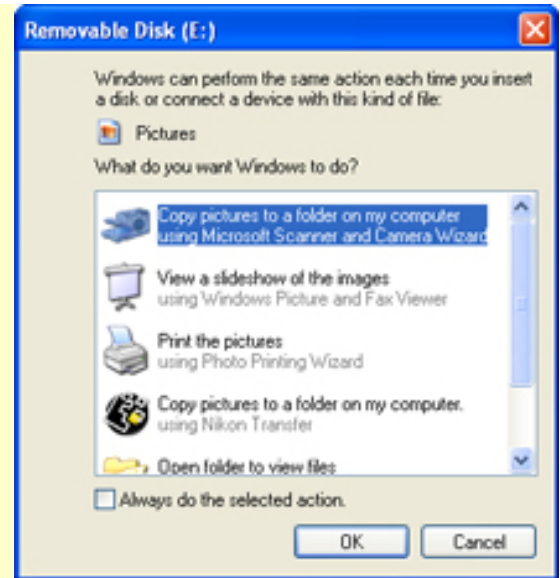 Removable Disk (E:)
Windows can perform the same action each time you insert
a disk or connect a device with this kind of file:
Pictures
What do you want Windows to do?
Copy pictures to a folder on my computer
using Microsoft Scanner and Camera Wizard
View a slideshow of the images
using Windows Picture and Fax Viewer
Print the pictures
using Photo Printing Wizard
Copy pictures to a folder on my computer.
using Nikon Transfer
Open folder to view files
Always do the selected action.
OK
Cancel